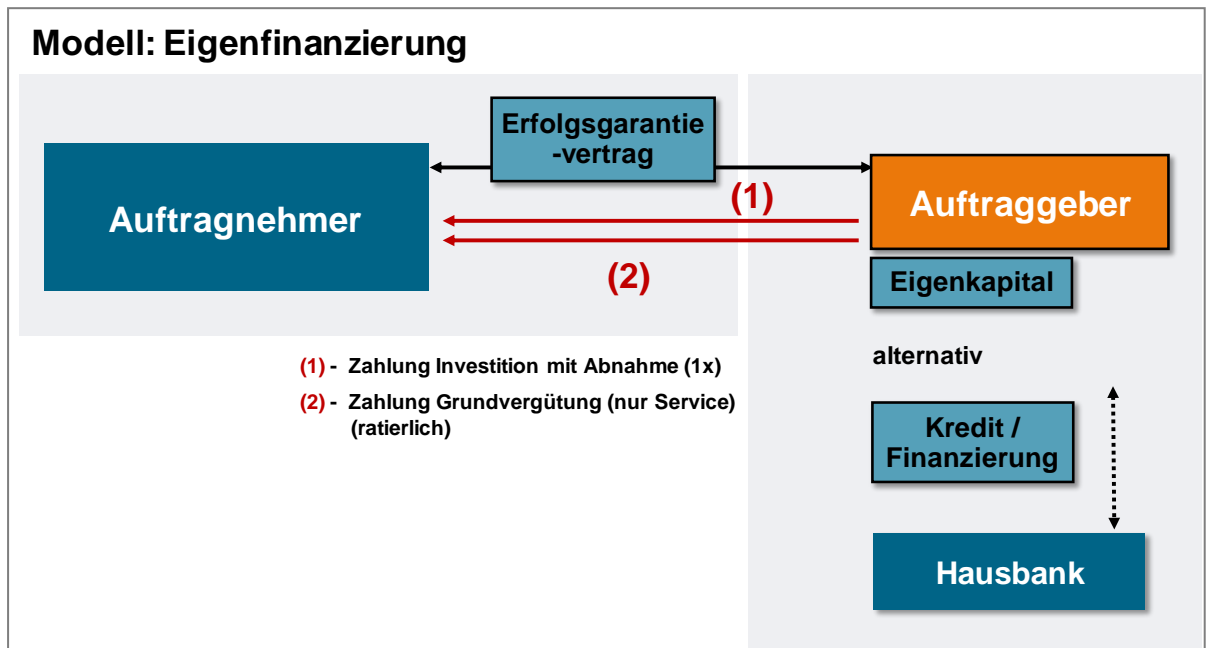 Modell: Eigenfinanzierung
Erfolgsgarantie
-vertrag
Auftragnehmer
(1)
Auftraggeber
(2)
Eigenkapital
(1) - Zahlung Investition mit Abnahme (1x)
(2) - Zahlung Grundvergütung (nur Service)
(ratierlich)
alternativ
Kredit /
Finanzierung
Hausbank